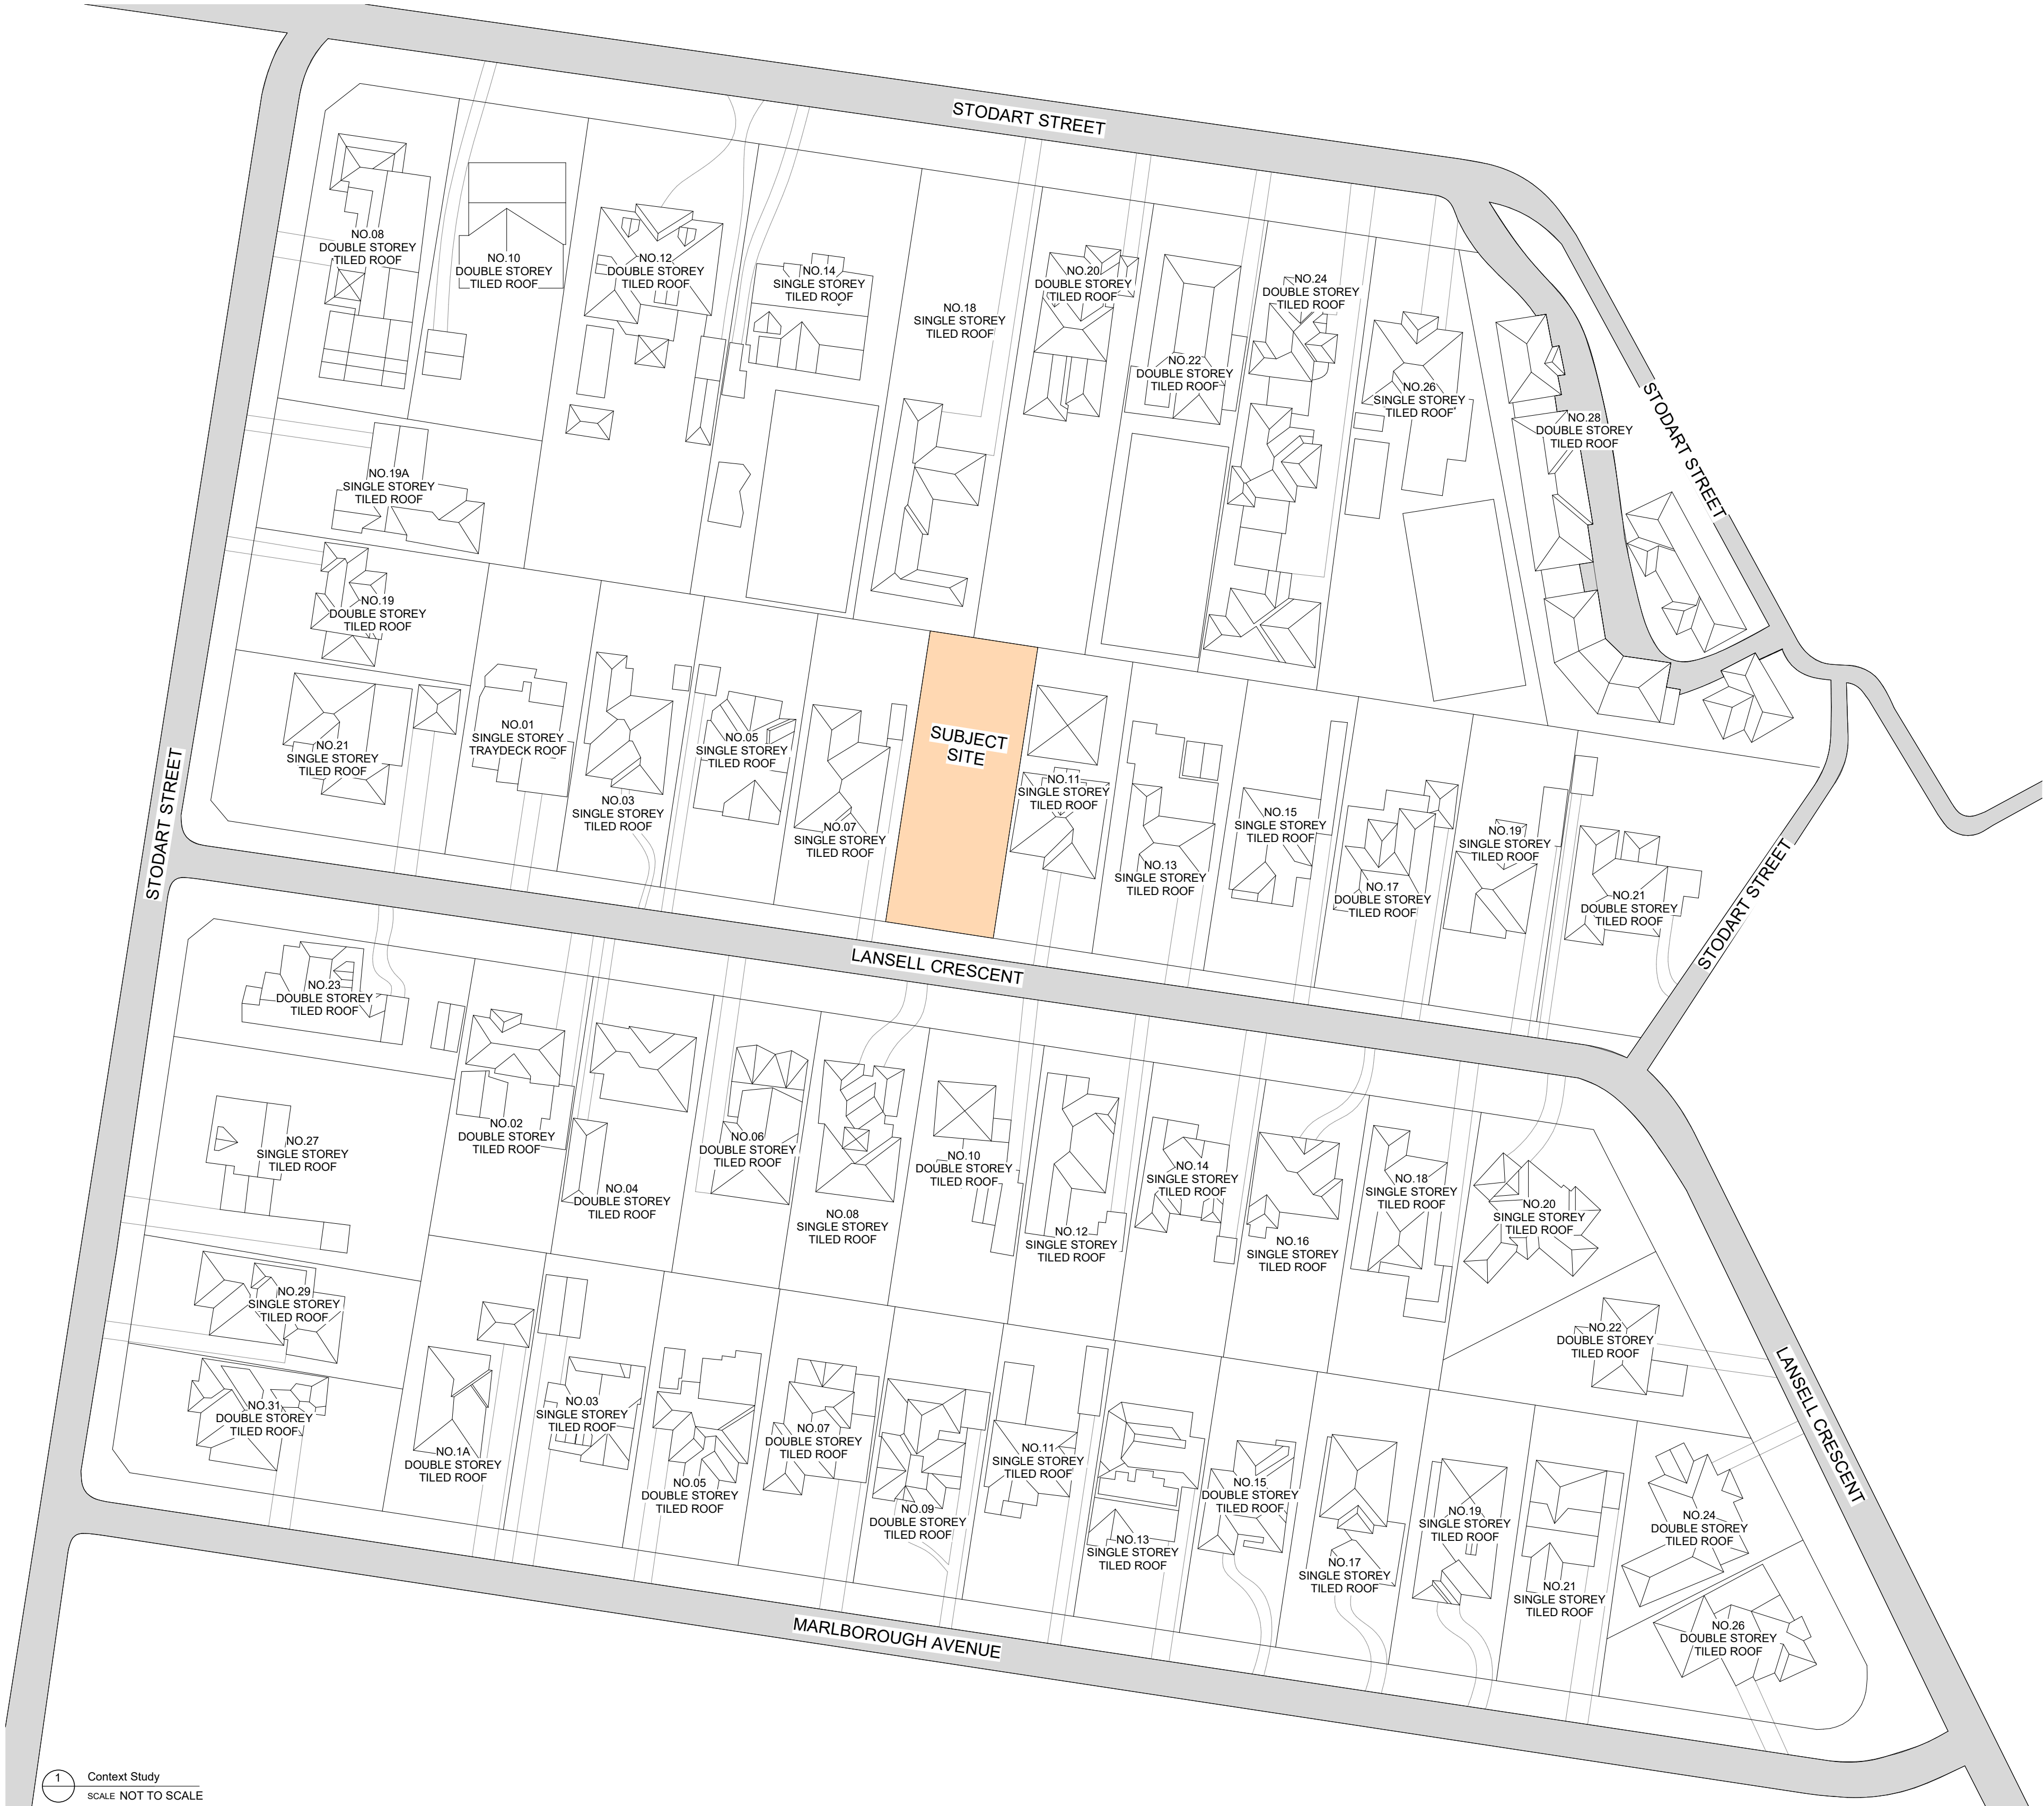 STODART STREET
NO.08
DOUBLE STOREY
TILED ROOF
NO.10
DOUBLE STOREY
TILED ROOF
NO.12
DOUBLE STOREY
TILED ROOF
NO.14
SINGLE STOREY
TILED ROOF
NO.18
SINGLE STOREY
TILED ROOF
NO.20
DOUBLE STOREY
TILED ROOF
NO.22
DOUBLE STOREY
TILED ROOF
NO.24
DOUBLE STOREY
TILED ROOF
NO.26
SINGLE STOREY
TILED ROOF
NO.28
DOUBLE STOREY
TILED ROOF
STODART STREET
NO.19A
SINGLE STOREY
TILED ROOF
NO.19
DOUBLE STOREY
TILED ROOF
STODART STREET
NO.21
SINGLE STOREY
TILED ROOF
NO.01
SINGLE STOREY
TRAYDECK ROOF
NO.03
SINGLE STOREY
TILED ROOF
NO.05
SINGLE STOREY
TILED ROOF
NO.07
SINGLE STOREY
TILED ROOF
SUBJECT
SITE
NO.11
SINGLE STOREY
TILED ROOF
NO.13
SINGLE STOREY
TILED ROOF
NO.15
SINGLE STOREY
TILED ROOF
NO.17
DOUBLE STOREY
TILED ROOF
NO.19
SINGLE STOREY
TILED ROOF
NO.21
DOUBLE STOREY
TILED ROOF
STODART STREET
LANSELL CRESCENT
NO.23
DOUBLE STOREY
TILED ROOF
NO.27
SINGLE STOREY
TILED ROOF
NO.02
DOUBLE STOREY
TILED ROOF
NO.04
DOUBLE STOREY
TILED ROOF
NO.06
DOUBLE STOREY
TILED ROOF
NO.08
SINGLE STOREY
TILED ROOF
NO.10
DOUBLE STOREY
TILED ROOF
NO.12
SINGLE STOREY
TILED ROOF
NO.14
SINGLE STOREY
TILED ROOF
NO.16
SINGLE STOREY
TILED ROOF
NO.18
SINGLE STOREY
TILED ROOF
NO.20
SINGLE STOREY
TILED ROOF
NO.22
DOUBLE STOREY
TILED ROOF
LANSELL CRESCENT
NO.29
SINGLE STOREY
TILED ROOF
NO.31
DOUBLE STOREY
TILED ROOF
NO.1A
DOUBLE STOREY
TILED ROOF
NO.03
SINGLE STOREY
TILED ROOF
NO.05
DOUBLE STOREY
TILED ROOF
NO.07
DOUBLE STOREY
TILED ROOF
NO.09
DOUBLE STOREY
TILED ROOF
NO.11
SINGLE STOREY
TILED ROOF
NO.13
SINGLE STOREY
TILED ROOF
NO.15
DOUBLE STOREY
TILED ROOF
NO.17
SINGLE STOREY
TILED ROOF
NO.19
SINGLE STOREY
TILED ROOF
NO.21
SINGLE STOREY
TILED ROOF
NO.24
DOUBLE STOREY
TILED ROOF
NO.26
DOUBLE STOREY
TILED ROOF
MARLBOROUGH AVENUE
1
Context Study
SCALE NOT TO SCALE